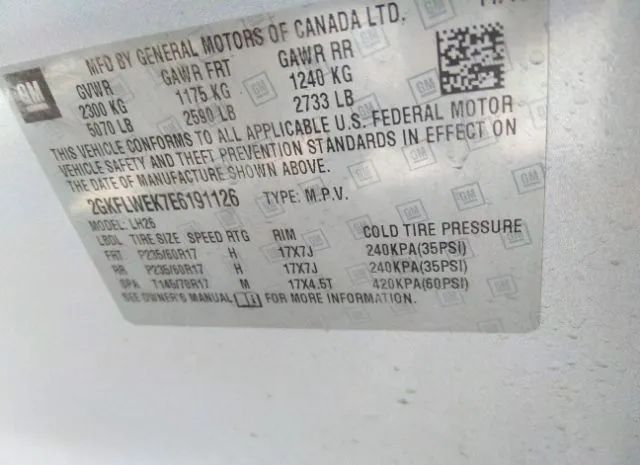 MFD BY GENERAL MOTORS OF CANADA LTD.
GVWR GAWR FRT GAWR RR
2300 KG 1175 KG 1240 KG
5070 LB 2590 LB 2733 LB
THIS VEHICLE CONFORMS TO ALL APPLICABLE U.S. FEDERAL MOTOR
VEHICLE SAFETY AND THEFT PREVENTION STANDARDS IN EFFECT ON
THE DATE OF MANUFACTURE SHOWN ABOVE.
2GKFLWEK7E6191126 TYPE: M.P.V.
MODEL: LH26
LBDL TIRE SIZE SPEED RTG RIM COLD TIRE PRESSURE
FRT P235/60R17 H 17X7J 240KPA(35PSI)
RR P235/60R17 H 17X7J 240KPA(35PSI)
SPA T145/70R17 M 17X4.5T 420KPA(60PSI)
SEE OWNER'S MANUAL FOR MORE INFORMATION.
GM